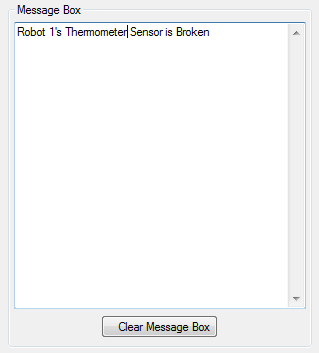 Message Box
Robot 1's Thermometer Sensor is Broken
Clear Message Box